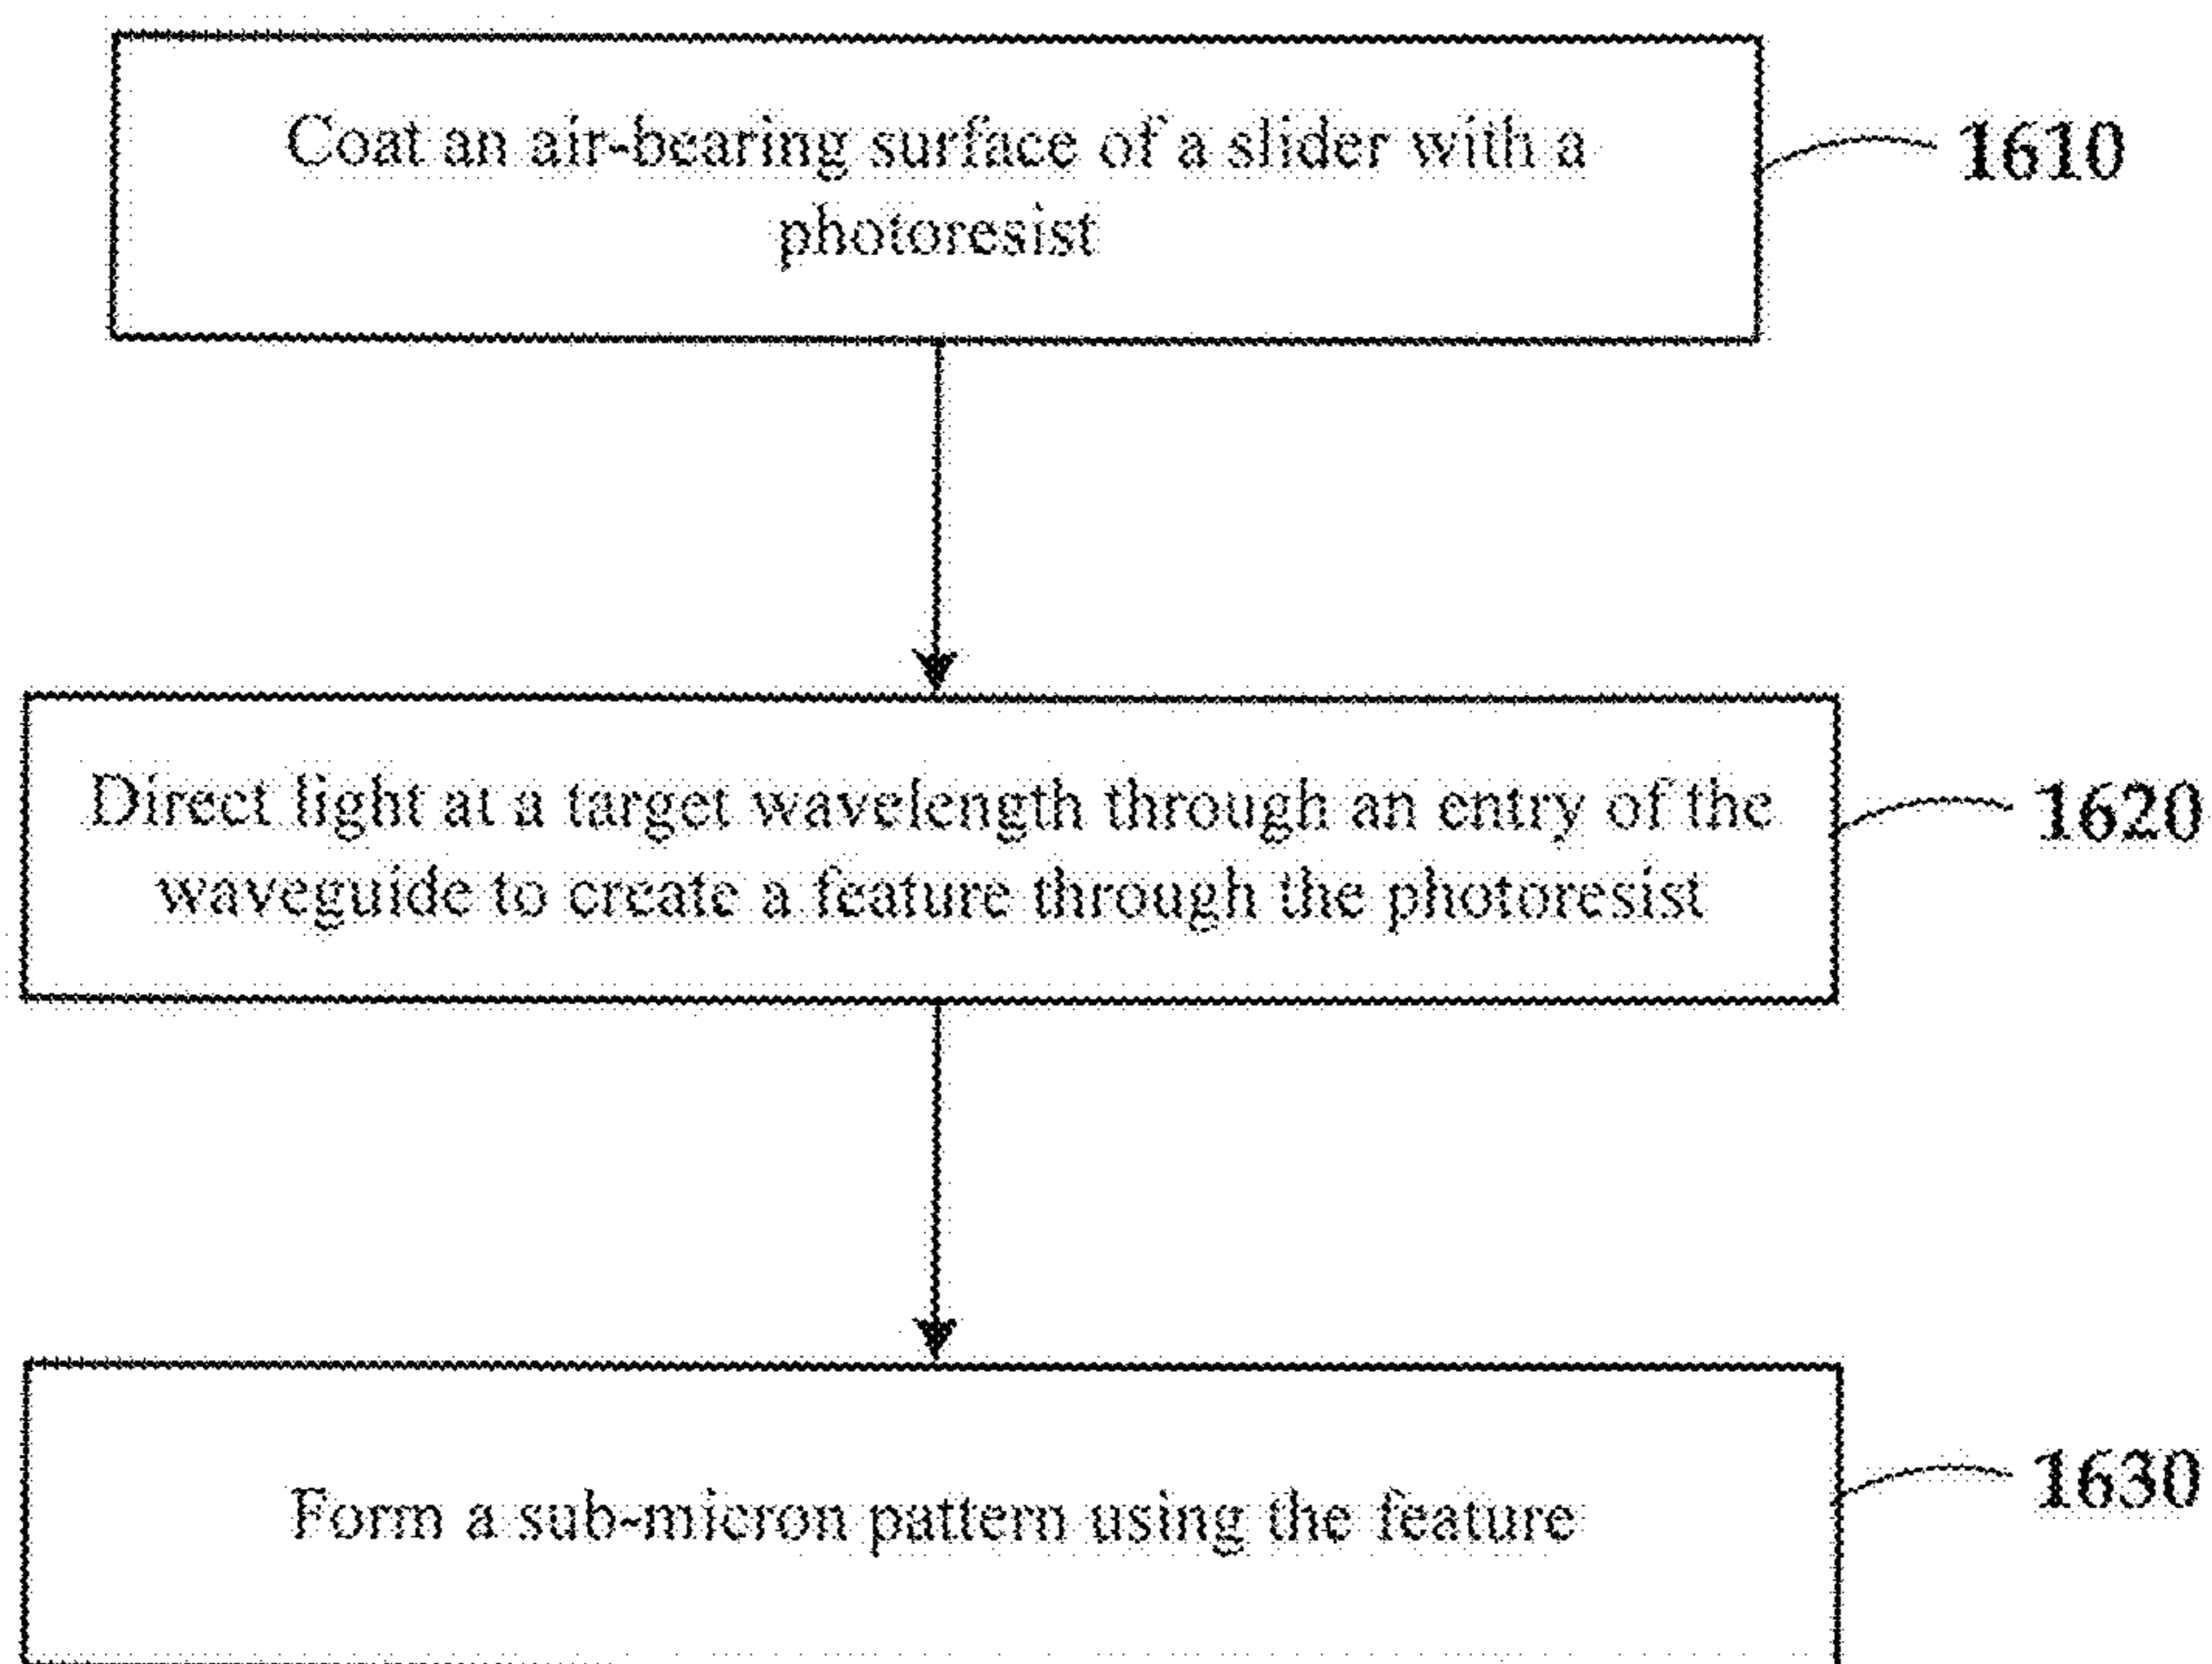 Coat an air-bearing surface of a slider with a
photoresist
1610
Direct light at a target wavelength through an entry of the
waveguide to create a feature through the photoresist
1620
Form a sub-micron pattern using the feature
1630